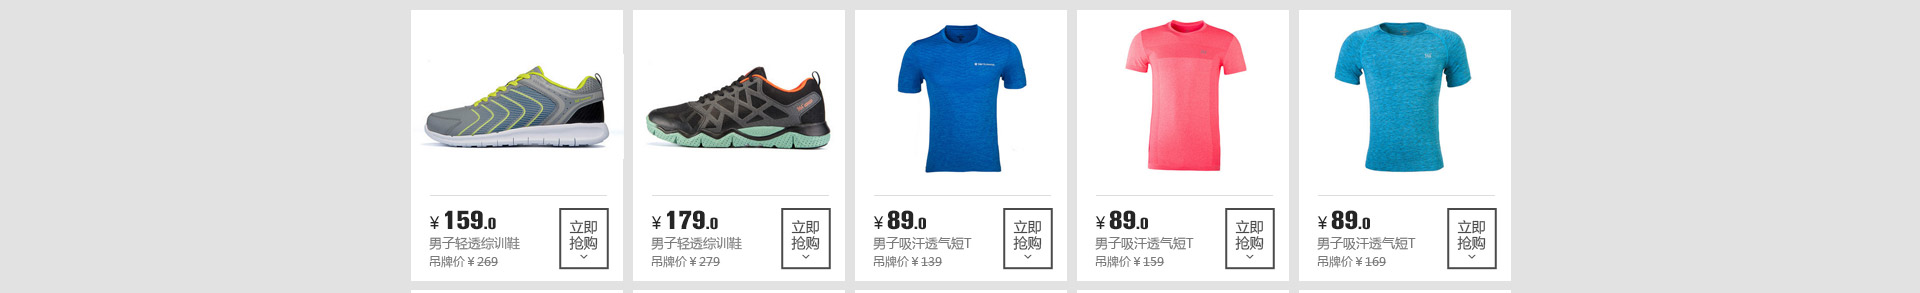 ¥159.0
男子轻透综训鞋
吊牌价 ¥ 269
立即
抢购
¥179.0
男子轻透综训鞋
吊牌价 ¥ 279
立即
抢购
¥89.0
男子吸汗透气短T
吊牌价 ¥ 139
立即
抢购
¥89.0
男子吸汗透气短T
吊牌价 ¥ 159
立即
抢购
¥89.0
男子吸汗透气短T
吊牌价 ¥ 169
立即
抢购